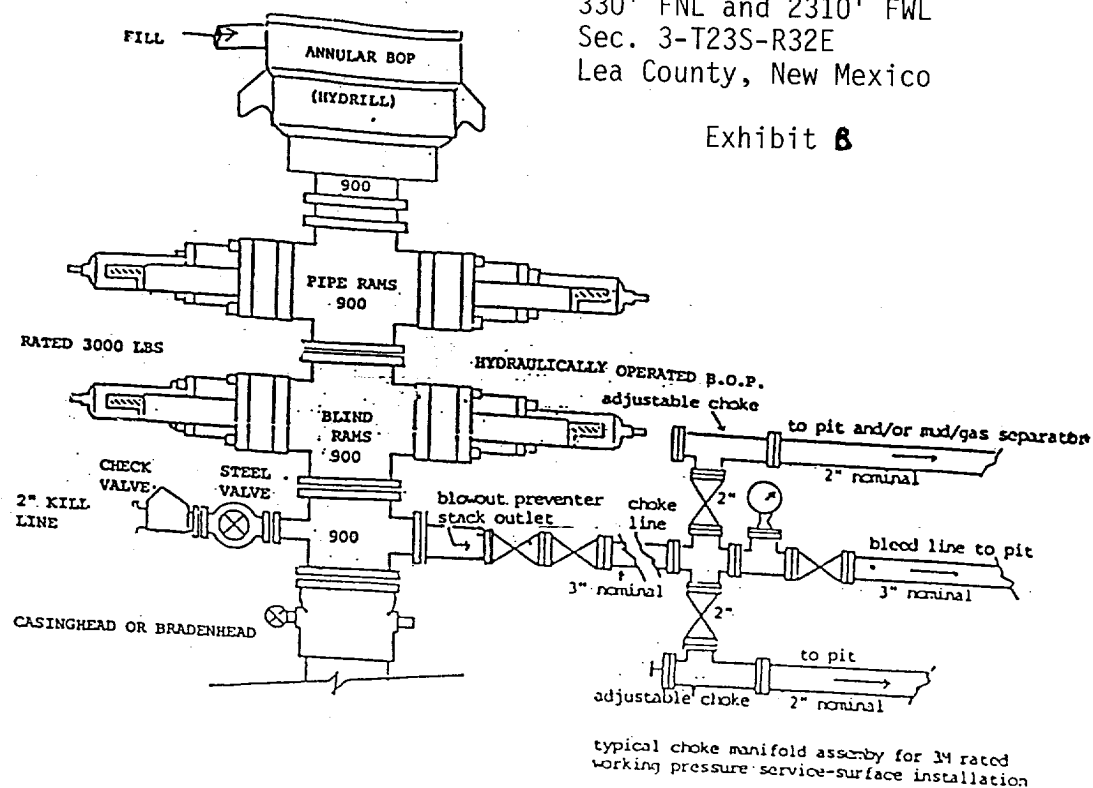 330' FNL and 2310' FWL
Sec. 3-T23S-R32E
Lea County, New Mexico
Exhibit B
FILL
ANNULAR BOP
(HYDRILL)
900
PIPE RAMS
900
RATED 3000 LBS
HYDRAULICALLY OPERATED B.O.P.
adjustable choke
to pit and/or mud/gas separator
2" nominal
BLIND
RAMS
900
CHECK
VALVE
STEEL
VALVE
2" KILL
LINE
900
blowout preventer
stack outlet
choke
line
2"
3" nominal
bleed line to pit
3" nominal
2"
CASINGHEAD OR BRADENHEAD
to pit
adjustable choke
2" nominal
typical choke manifold assemby for 3M rated
working pressure service-surface installation